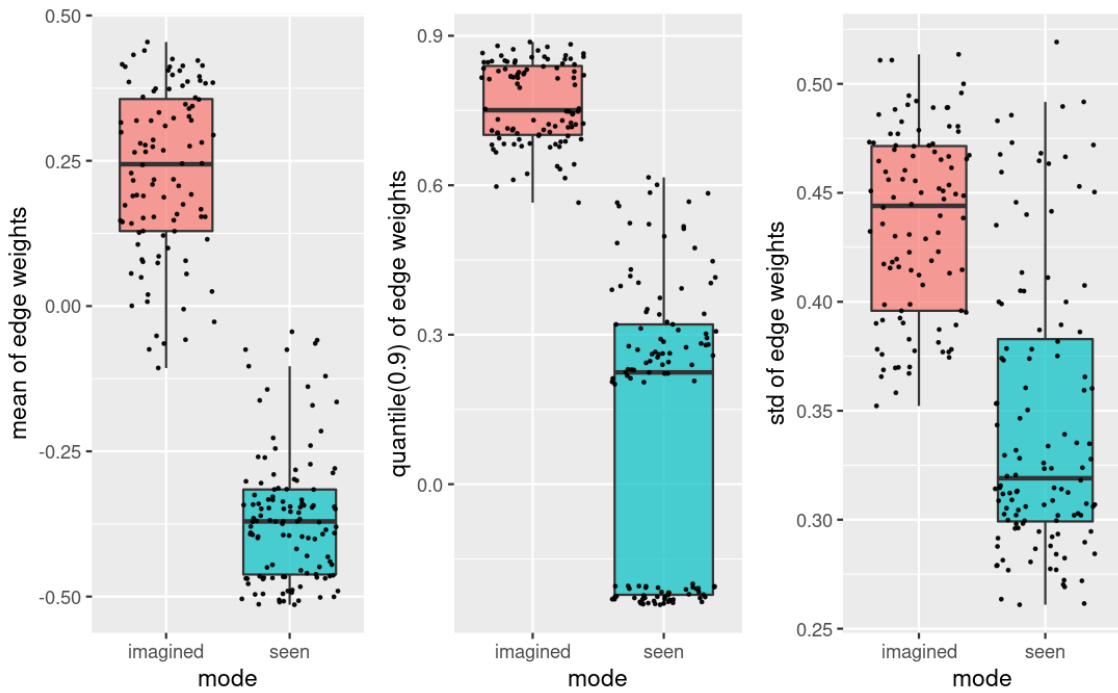 mean of edge weights
0.50
0.25
0.00
-0.25
-0.50
imagined
seen
mode
quantile(0.9) of edge weights
0.9
0.6
0.3
0.0
imagined
seen
mode
std of edge weights
0.50
0.45
0.40
0.35
0.30
0.25
imagined
seen
mode